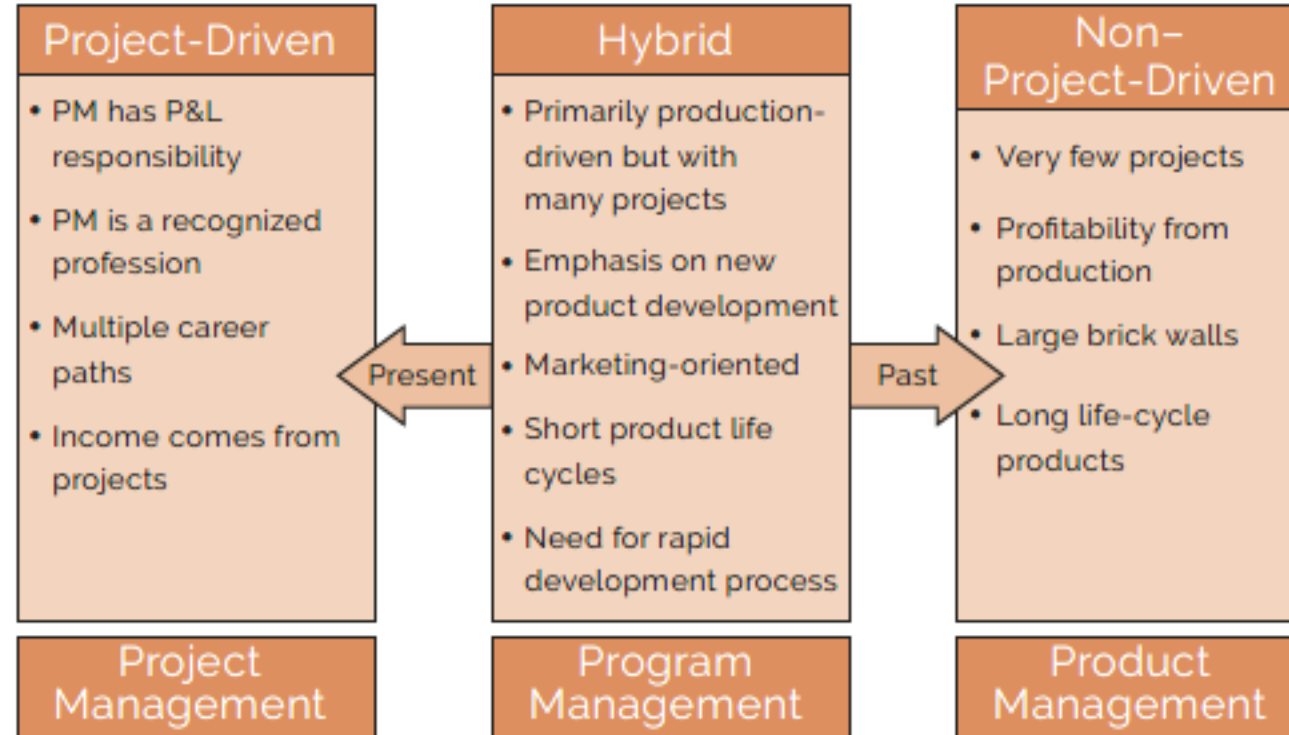 Project-Driven
• PM has P&L
responsibility
• PM is a recognized
profession
• Multiple career
paths
• Income comes from
projects
Project
Management
Present
Hybrid
• Primarily production-
driven but with
many projects
• Emphasis on new
product development
• Marketing-oriented
• Short product life
cycles
• Need for rapid
development process
Program
Management
Past
Non–
Project-Driven
• Very few projects
• Profitability from
production
• Large brick walls
• Long life-cycle
products
Product
Management